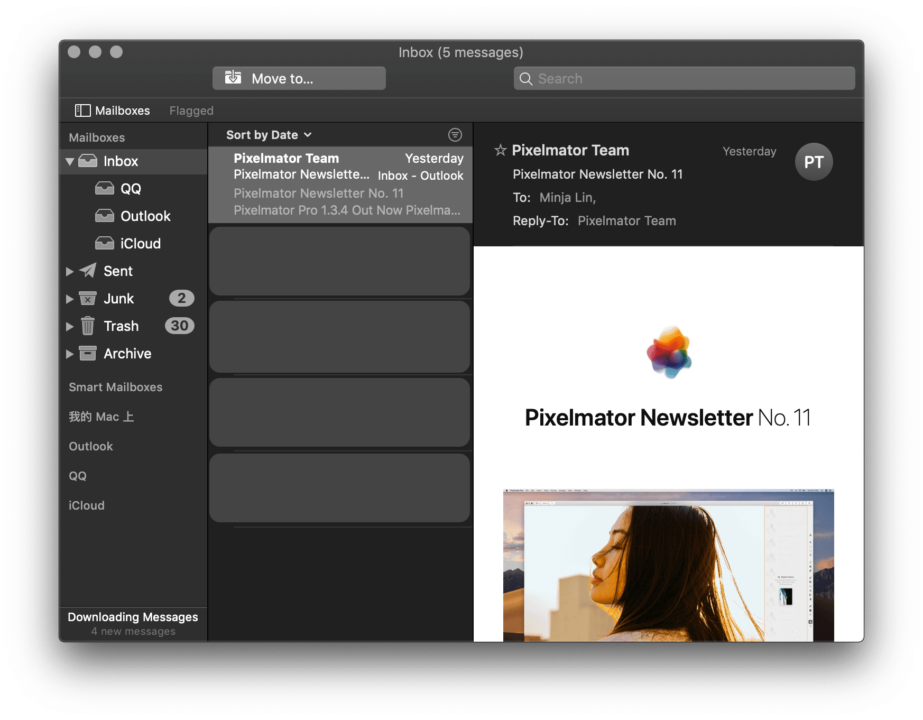 Inbox (5 messages)
Move to...
Search
Mailboxes
Flagged
Mailboxes
Inbox
QQ
Outlook
iCloud
Sent
Junk 2
Trash 30
Archive
Smart Mailboxes
我的 Mac 上
Outlook
QQ
iCloud
Downloading Messages
4 new messages
Sort by Date
Pixelmator Team Yesterday
Pixelmator Newslette... Inbox - Outlook
Pixelmator Newsletter No. 11
Pixelmator Pro 1.3.4 Out Now Pixelma...
Pixelmator Team Yesterday
PT
Pixelmator Newsletter No. 11
To: Minja Lin,
Reply-To: Pixelmator Team
Pixelmator Newsletter No. 11